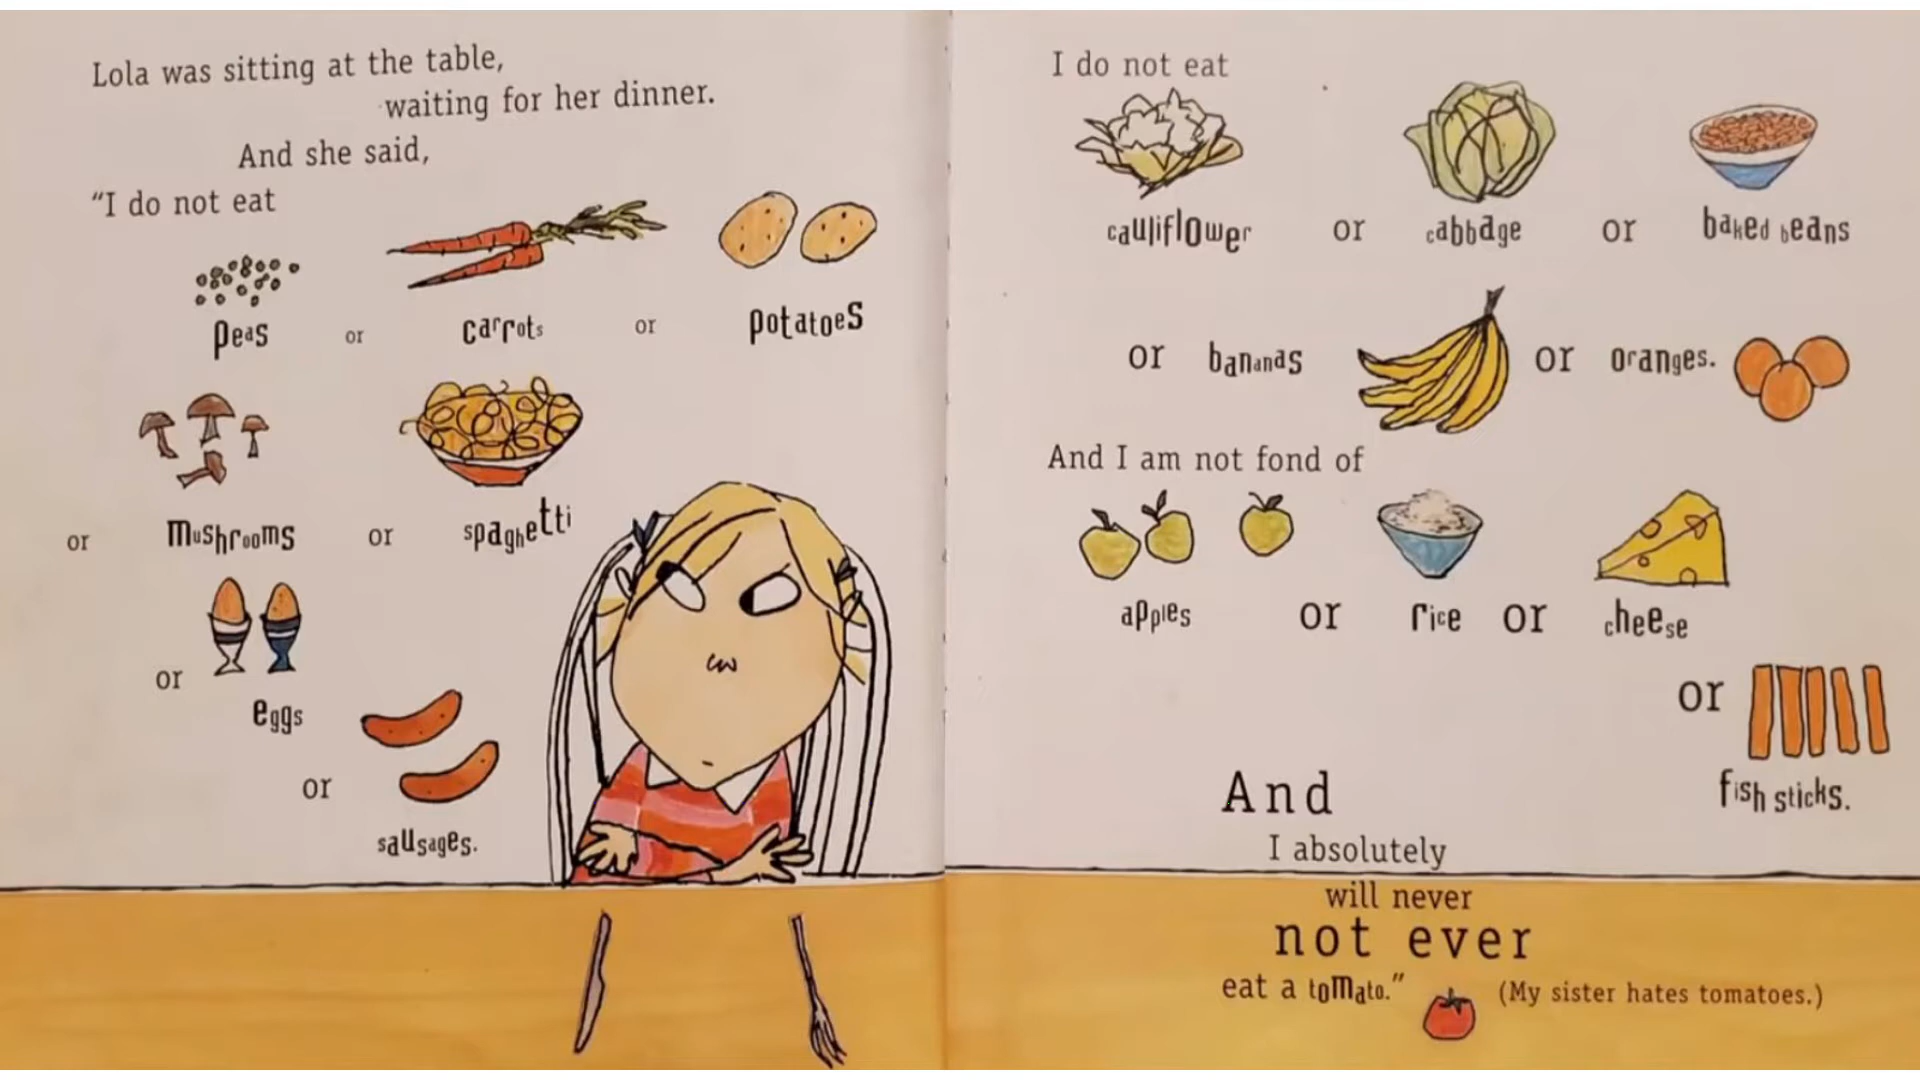 Lola was sitting at the table,
waiting for her dinner.
And she said,
“I do not eat
peas or carrots or potatoes
or mushrooms or spaghetti
or eggs
or sausages.
I do not eat
cauliflower or cabbage or baked beans
or bananas or oranges.
And I am not fond of
apples or rice or cheese
or fish sticks.
And
I absolutely
will never
not ever
eat a tomato.” (My sister hates tomatoes.)